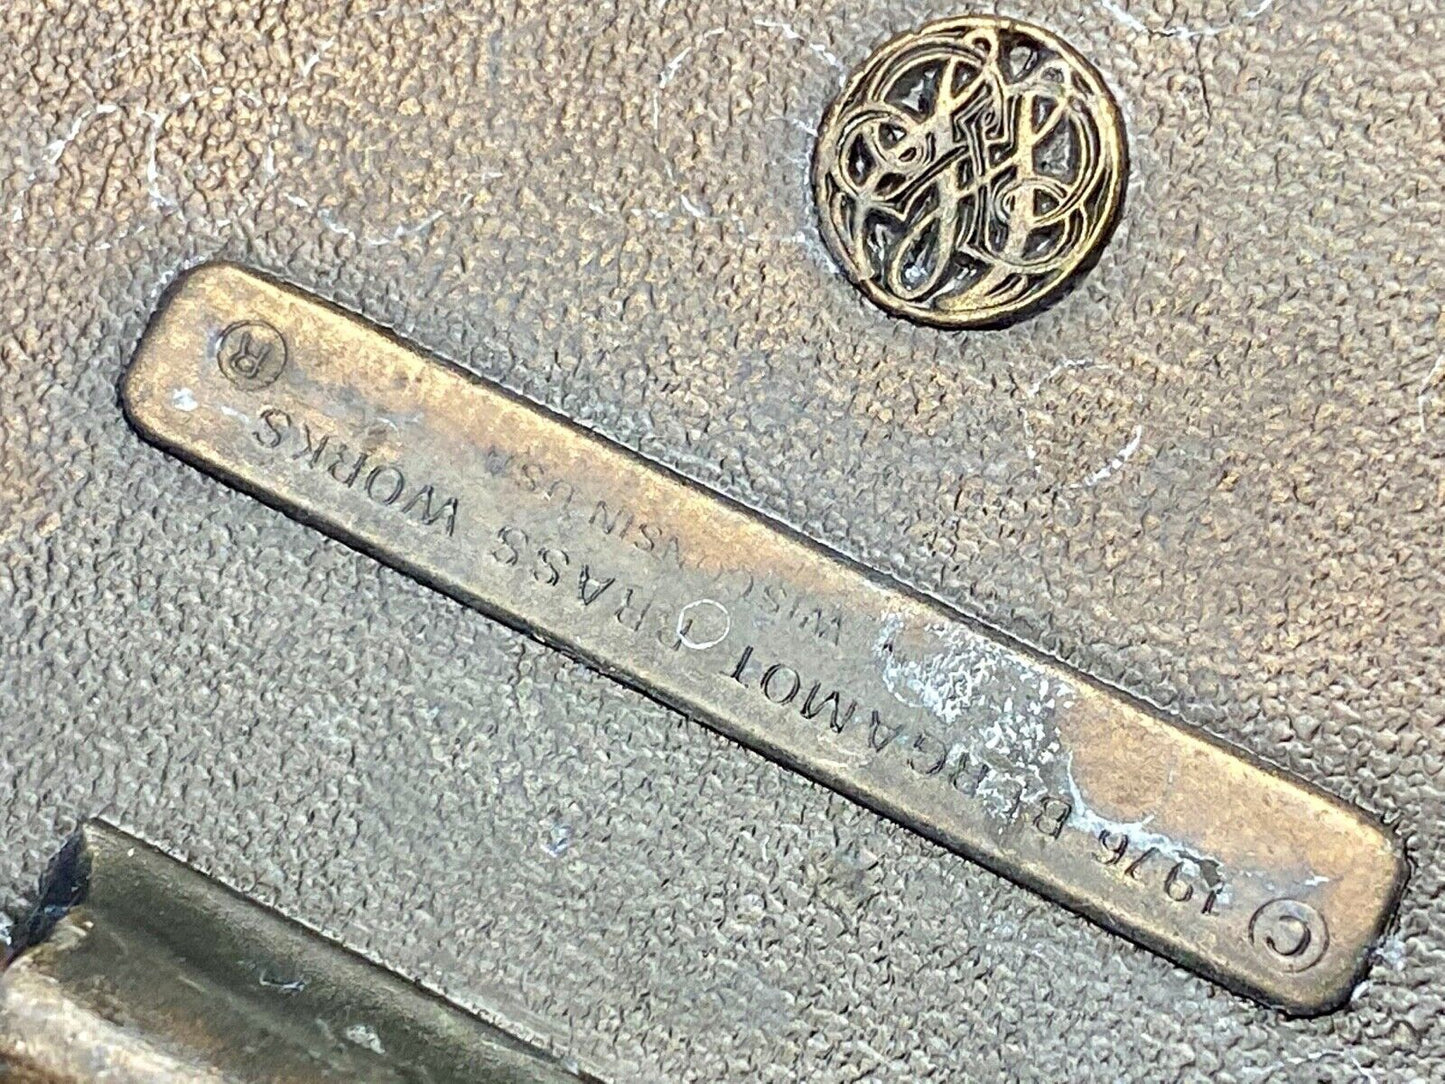 © 1976 BERGAMOT BRASS WORKS ®
WISCONSIN USA